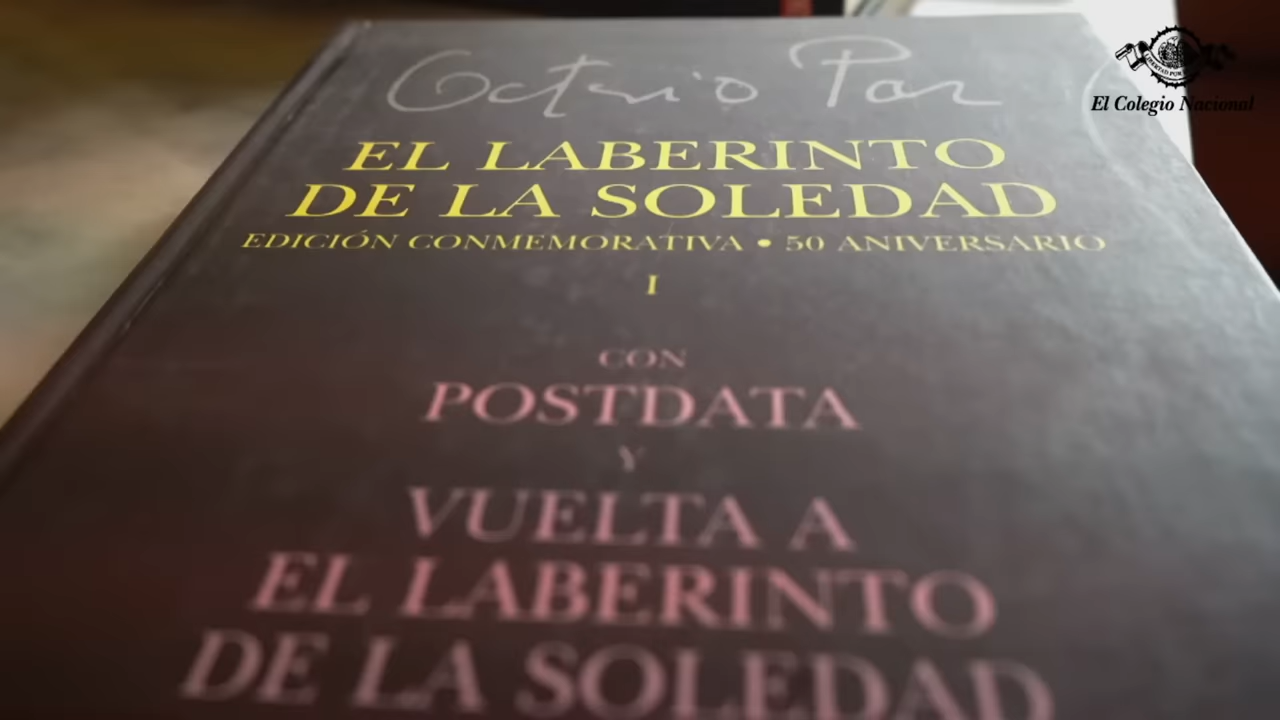 Octavio Paz
EL LABERINTO
DE LA SOLEDAD
EDICIÓN CONMEMORATIVA • 50 ANIVERSARIO
I
CON
POSTDATA
Y
VUELTA A
EL LABERINTO
DE LA SOLEDAD
El Colegio Nacional